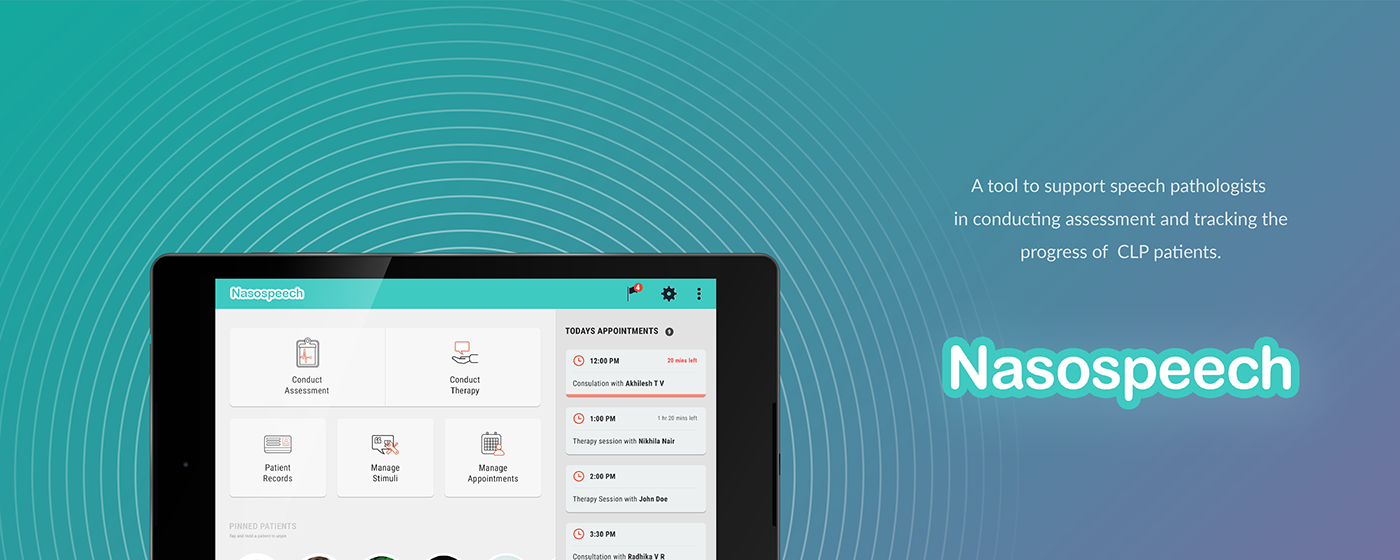 Nasospeech
4
Conduct
Assessment
Conduct
Therapy
Patient
Records
Manage
Stimuli
Manage
Appointments
PINNED PATIENTS
Tap and hold a patient to unpin
TODAYS APPOINTMENTS
12:00 PM
20 mins left
Consulation with Akhilesh T V
1:00 PM
1 hr 20 mins left
Therapy session with Nikhila Nair
2:00 PM
Therapy Session with John Doe
3:30 PM
Consultation with Radhika V R
A tool to support speech pathologists
in conducting assessment and tracking the
progress of CLP patients.
Nasospeech